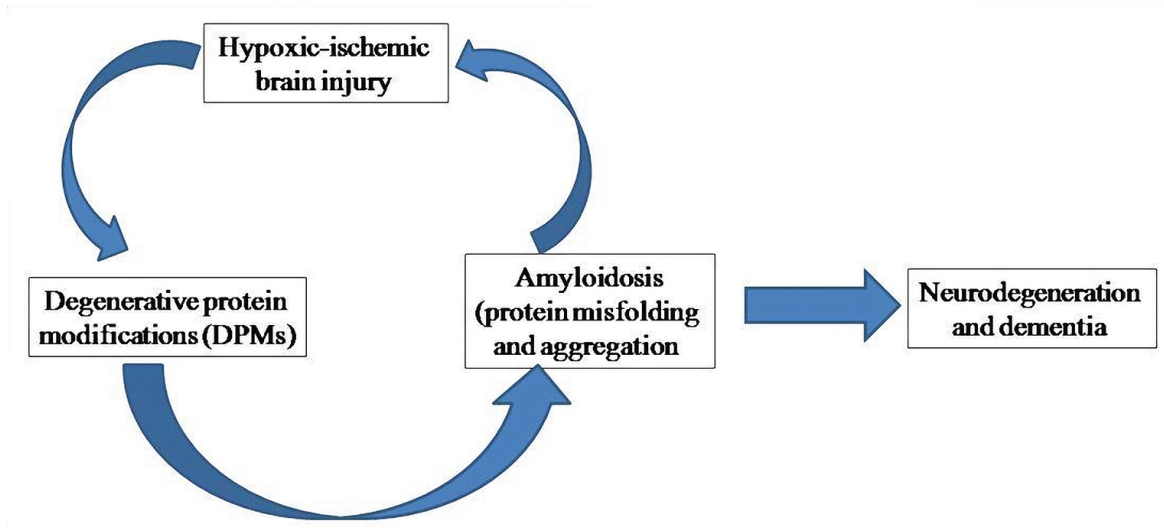 Hypoxic-ischemic
brain injury
Degenerative protein
modifications (DPMs)
Amyloidosis
(protein misfolding
and aggregation
Neurodegeneration
and dementia